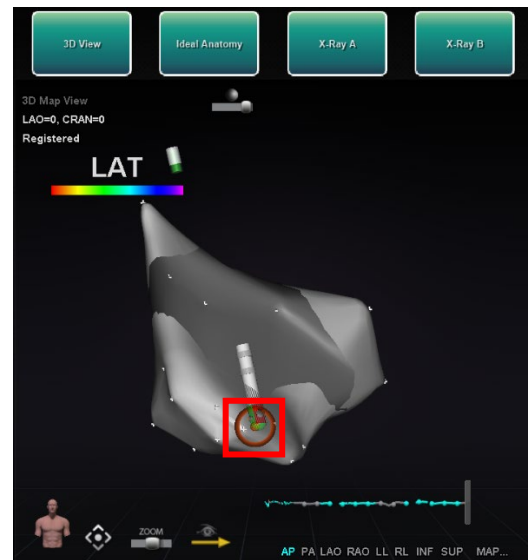 3D View
Ideal Anatomy
X-Ray A
X-Ray B
3D Map View
LAO=0, CRAN=0
Registered
LAT
ZOOM
AP PA LAO RAO LL RL INF SUP MAP...